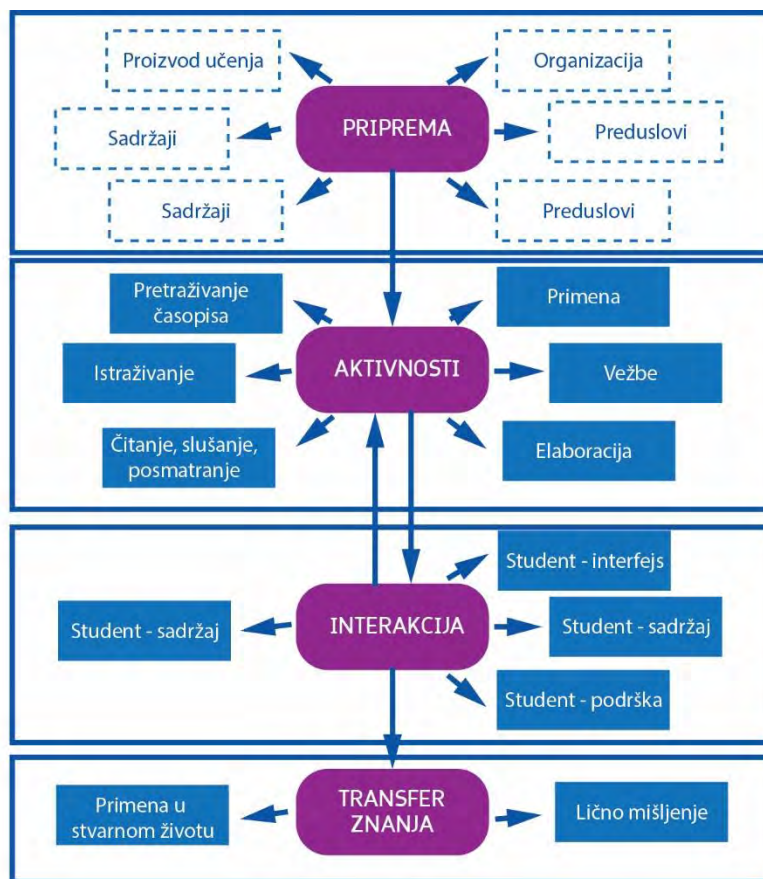 Proizvod učenja
Organizacija
PRIPREMA
Sadržaji
Preduslovi
Sadržaji
Preduslovi
Pretraživanje
časopisa
Primena
AKTIVNOSTI
Istraživanje
Vežbe
Čitanje, slušanje,
posmatranje
Elaboracija
Student - interfejs
INTERAKCIJA
Student - sadržaj
Student - sadržaj
Student - podrška
TRANSFER
ZNANJA
Primena u
stvarnom životu
Lično mišljenje